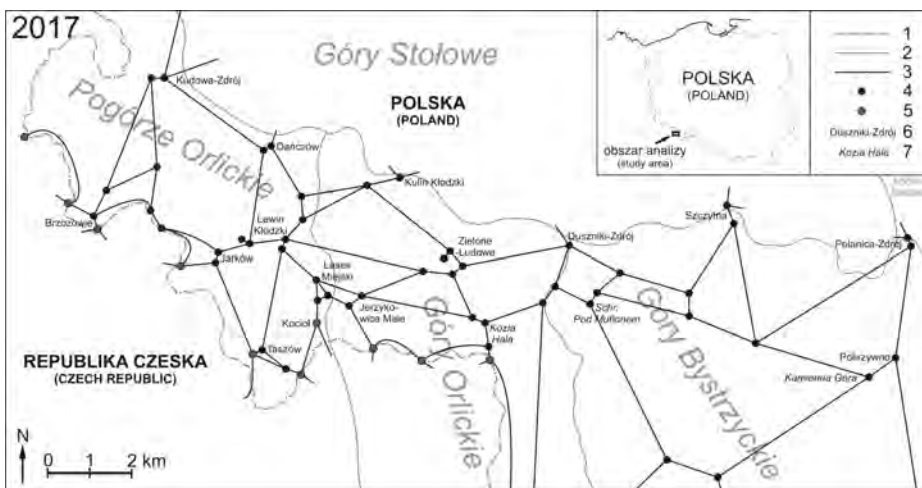 2017
Góry Stołowe
POLSKA
(POLAND)
Pogórze Orlickie
Kudowa-Zdrój
Dańczów
Kulin Kłodzki
Brzozowie
Lewin
Kłodzki
Jarków
Zielone
Ludowe
Lasek
Miejski
Jerzyko-
wice Małe
Kocioł
Taszów
Kozia
Hala
Duszniki-Zdrój
Szczytna
Polanica-Zdrój
Schr.
Pod Muflonem
Pokrzywno
Kamienna Góra
Góry Orlickie
Góry Bystrzyckie
REPUBLIKA CZESKA
(CZECH REPUBLIC)
N
0 1 2 km
POLSKA
(POLAND)
obszar analizy
(study area)
1
2
3
4
5
Duszniki-Zdrój 6
Kozia Hala 7